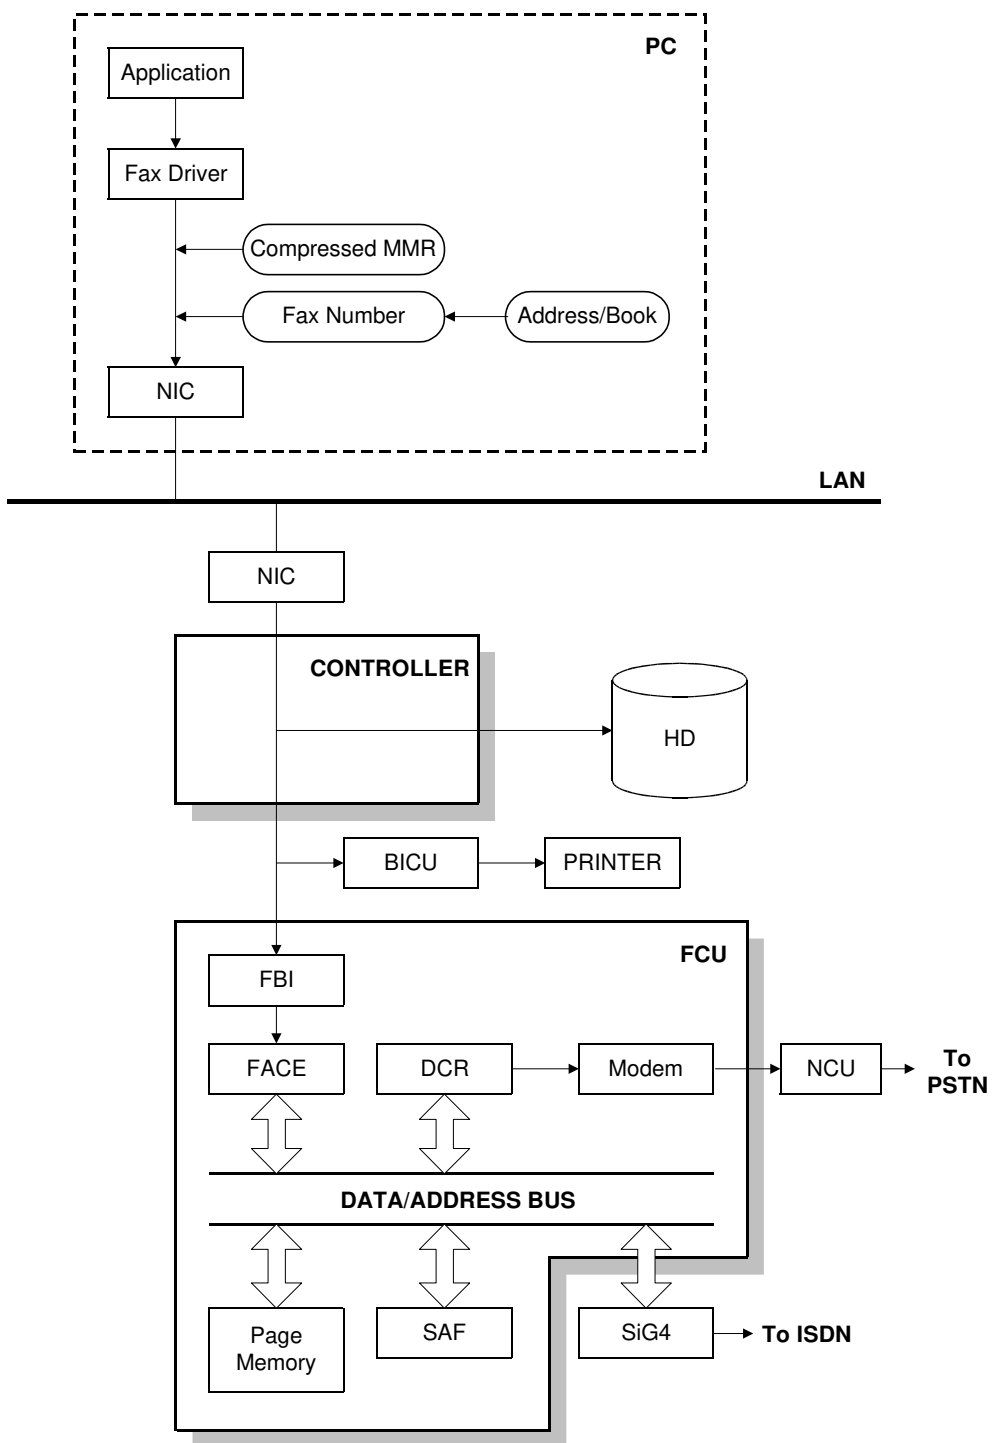 PC
Application
Fax Driver
Compressed MMR
Fax Number
Address/Book
NIC
LAN
NIC
CONTROLLER
HD
BICU
PRINTER
FCU
FBI
FACE
DCR
Modem
NCU
To
PSTN
DATA/ADDRESS BUS
Page
Memory
SAF
SiG4
To ISDN